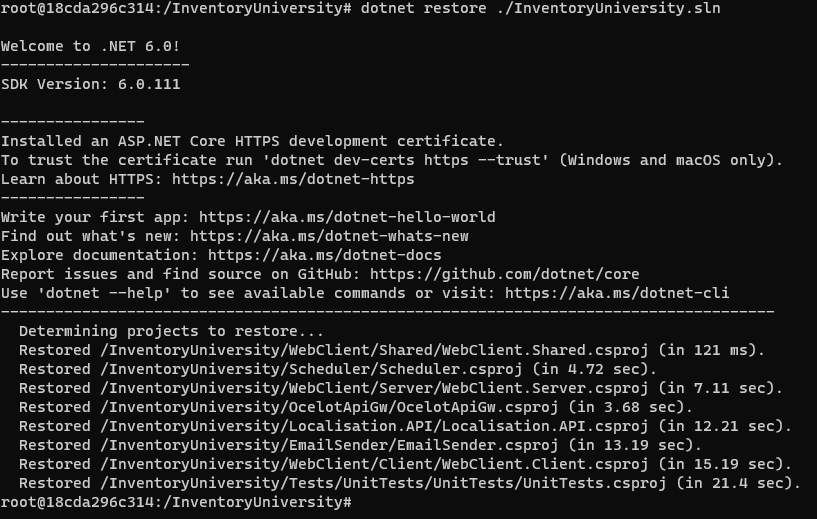 root@18cda296c314:/InventoryUniversity# dotnet restore ./InventoryUniversity.sln
Welcome to .NET 6.0!
---------------------
SDK Version: 6.0.111
----------------
Installed an ASP.NET Core HTTPS development certificate.
To trust the certificate run 'dotnet dev-certs https --trust' (Windows and macOS only).
Learn about HTTPS: https://aka.ms/dotnet-https
----------------
Write your first app: https://aka.ms/dotnet-hello-world
Find out what's new: https://aka.ms/dotnet-whats-new
Explore documentation: https://aka.ms/dotnet-docs
Report issues and find source on GitHub: https://github.com/dotnet/core
Use 'dotnet --help' to see available commands or visit: https://aka.ms/dotnet-cli
--------------------------------------------------------------------------------------
  Determining projects to restore...
  Restored /InventoryUniversity/WebClient/Shared/WebClient.Shared.csproj (in 121 ms).
  Restored /InventoryUniversity/Scheduler/Scheduler.csproj (in 4.72 sec).
  Restored /InventoryUniversity/WebClient/Server/WebClient.Server.csproj (in 7.11 sec).
  Restored /InventoryUniversity/OcelotApiGw/OcelotApiGw.csproj (in 3.68 sec).
  Restored /InventoryUniversity/Localisation.API/Localisation.API.csproj (in 12.21 sec).
  Restored /InventoryUniversity/EmailSender/EmailSender.csproj (in 13.19 sec).
  Restored /InventoryUniversity/WebClient/Client/WebClient.Client.csproj (in 15.19 sec).
  Restored /InventoryUniversity/Tests/UnitTests/UnitTests/UnitTests.csproj (in 21.4 sec).
root@18cda296c314:/InventoryUniversity#